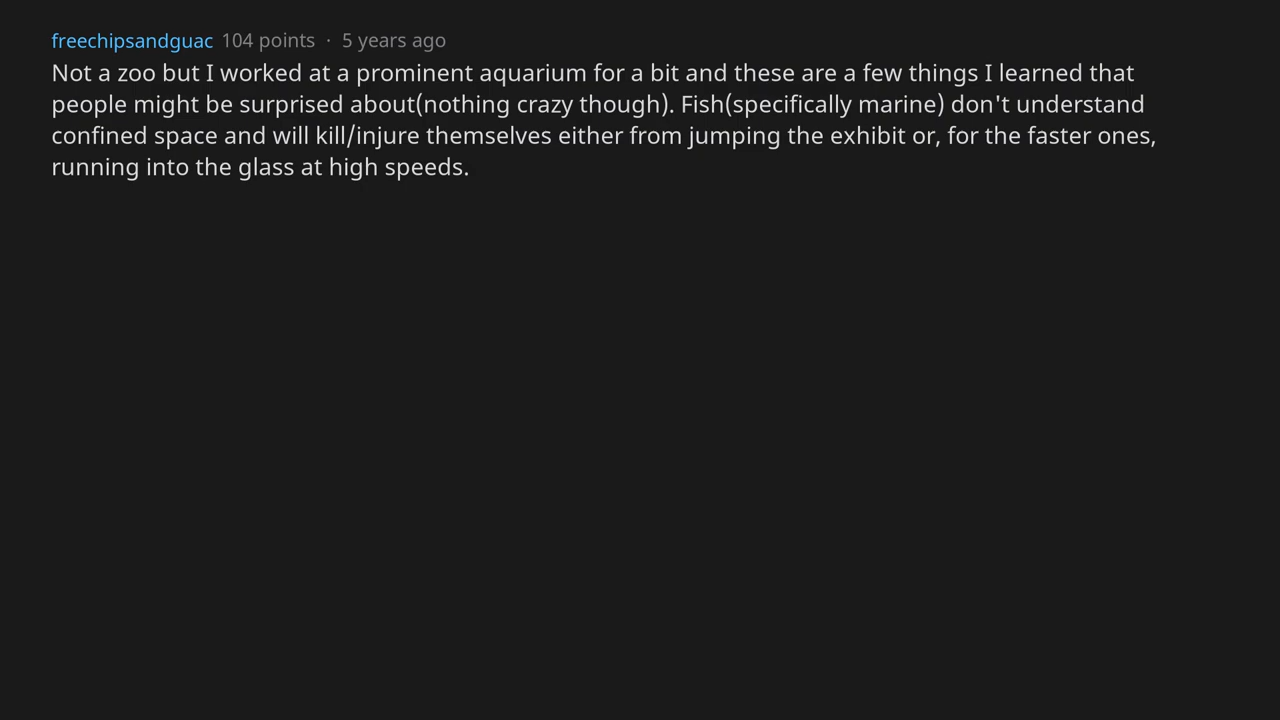 freechipsandguac 104 points · 5 years ago
Not a zoo but I worked at a prominent aquarium for a bit and these are a few things I learned that
people might be surprised about(nothing crazy though). Fish(specifically marine) don't understand
confined space and will kill/injure themselves either from jumping the exhibit or, for the faster ones,
running into the glass at high speeds.